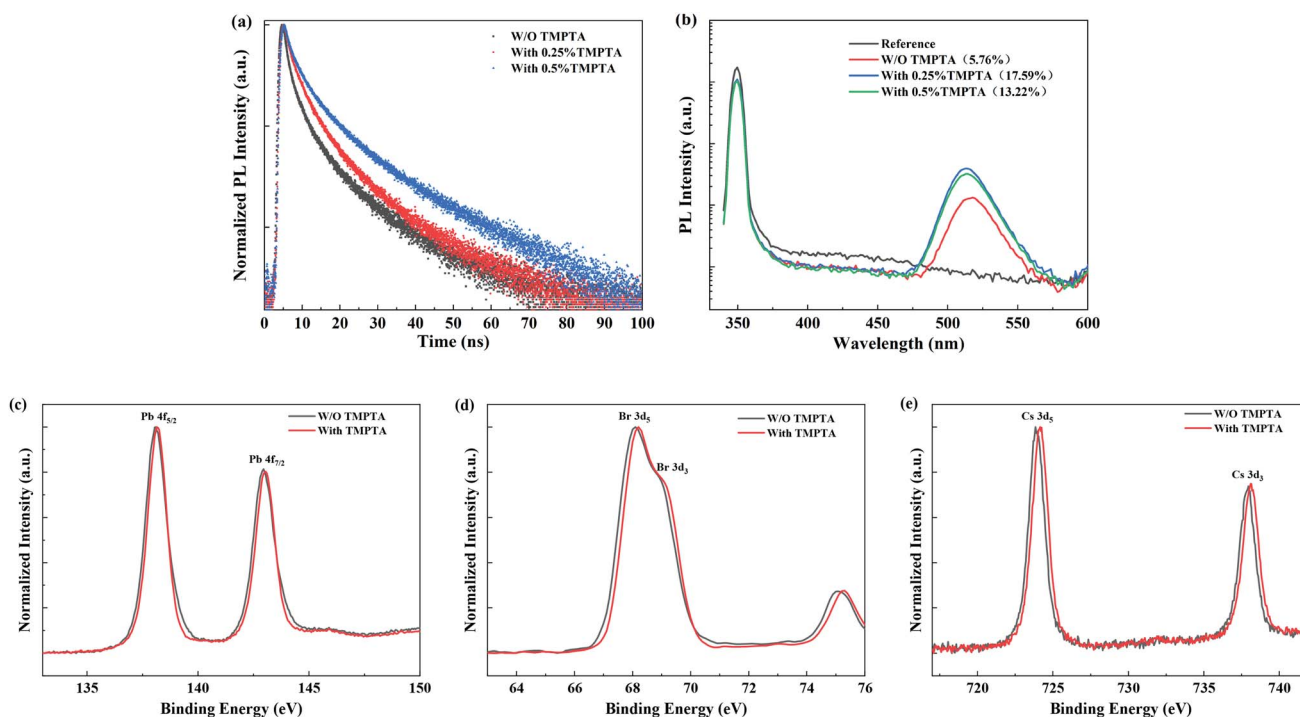 (a)
W/O TMPTA
With 0.25%TMPTA
With 0.5%TMPTA
Normalized PL Intensity (a.u.)
0 10 20 30 40 50 60 70 80 90 100
Time (ns)
(b)
Reference
W/O TMPTA（5.76%）
With 0.25%TMPTA（17.59%）
With 0.5%TMPTA（13.22%）
PL Intensity (a.u.)
350 400 450 500 550 600
Wavelength (nm)
(c)
W/O TMPTA
With TMPTA
Pb 4f5/2
Pb 4f7/2
Normalized Intensity (a.u.)
135 140 145 150
Binding Energy (eV)
(d)
W/O TMPTA
With TMPTA
Br 3d5
Br 3d3
Normalized Intensity (a.u.)
64 66 68 70 72 74 76
Binding Energy (eV)
(e)
W/O TMPTA
With TMPTA
Cs 3d5
Cs 3d3
Normalized Intensity (a.u.)
720 725 730 735 740
Binding Energy (eV)